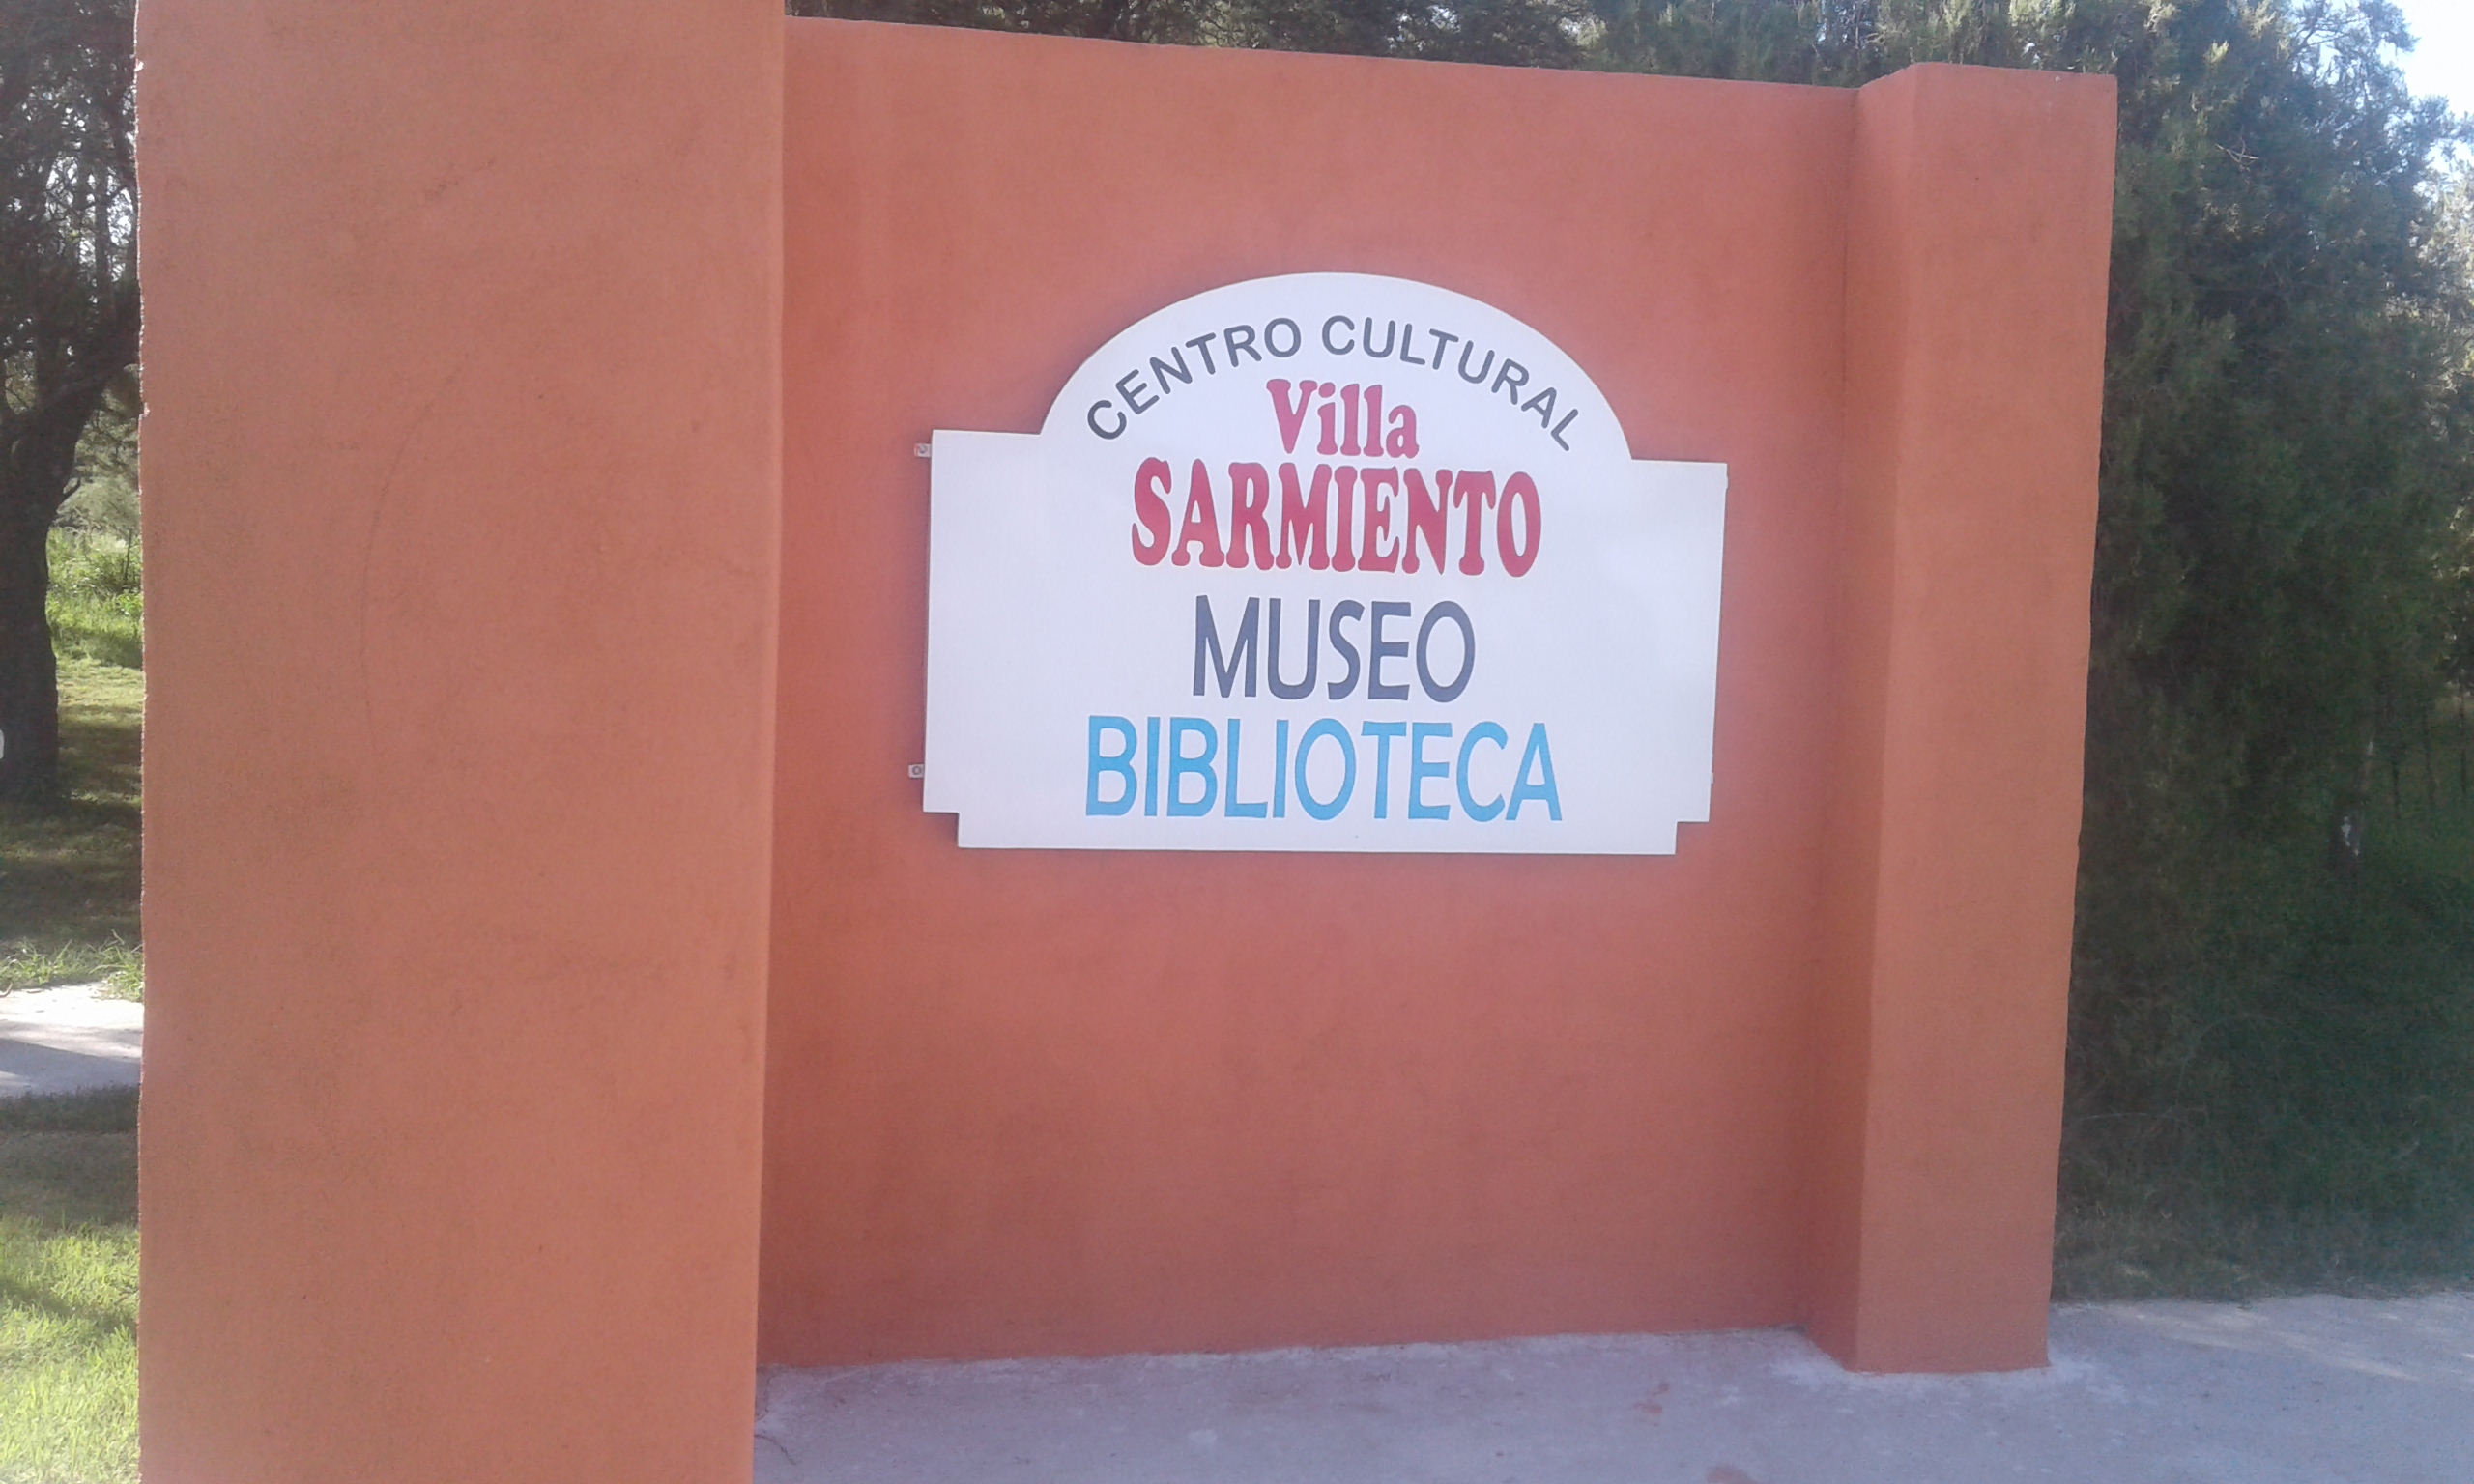 CENTRO CULTURAL
Villa
SARMIENTO
MUSEO
BIBLIOTECA